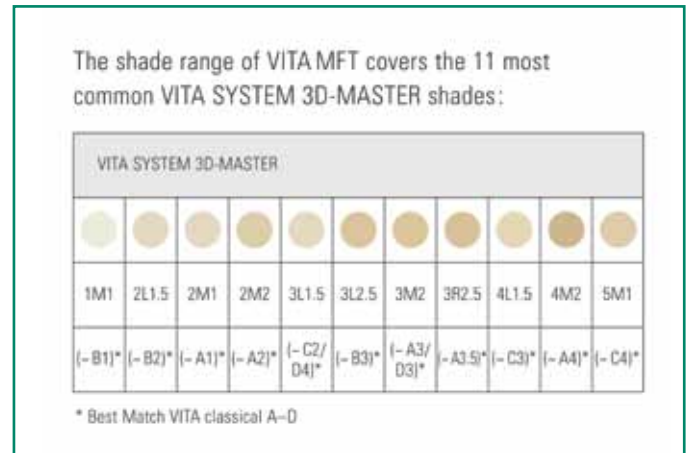 The shade range of VITA MFT covers the 11 most
common VITA SYSTEM 3D-MASTER shades:
VITA SYSTEM 3D-MASTER
1M1 2L1.5 2M1 2M2 3L1.5 3L2.5 3M2 3R2.5 4L1.5 4M2 5M1
(~ B1)* (~ B2)* (~ A1)* (~ A2)* (~ C2/ D4)* (~ B3)* (~ A3/ D3)* (~ A3.5)* (~ C3)* (~ A4)* (~ C4)*
* Best Match VITA classical A–D